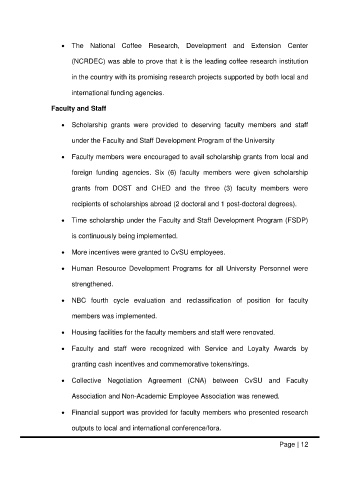 • The National Coffee Research, Development and Extension Center
(NCRDEC) was able to prove that it is the leading coffee research institution
in the country with its promising research projects supported by both local and
international funding agencies.
Faculty and Staff
• Scholarship grants were provided to deserving faculty members and staff
under the Faculty and Staff Development Program of the University
• Faculty members were encouraged to avail scholarship grants from local and
foreign funding agencies. Six (6) faculty members were given scholarship
grants from DOST and CHED and the three (3) faculty members were
recipients of scholarships abroad (2 doctoral and 1 post-doctoral degrees).
• Time scholarship under the Faculty and Staff Development Program (FSDP)
is continuously being implemented.
• More incentives were granted to CvSU employees.
• Human Resource Development Programs for all University Personnel were
strengthened.
• NBC fourth cycle evaluation and reclassification of position for faculty
members was implemented.
• Housing facilities for the faculty members and staff were renovated.
• Faculty and staff were recognized with Service and Loyalty Awards by
granting cash incentives and commemorative tokens/rings.
• Collective Negotiation Agreement (CNA) between CvSU and Faculty
Association and Non-Academic Employee Association was renewed.
• Financial support was provided for faculty members who presented research
outputs to local and international conference/fora.
Page | 12